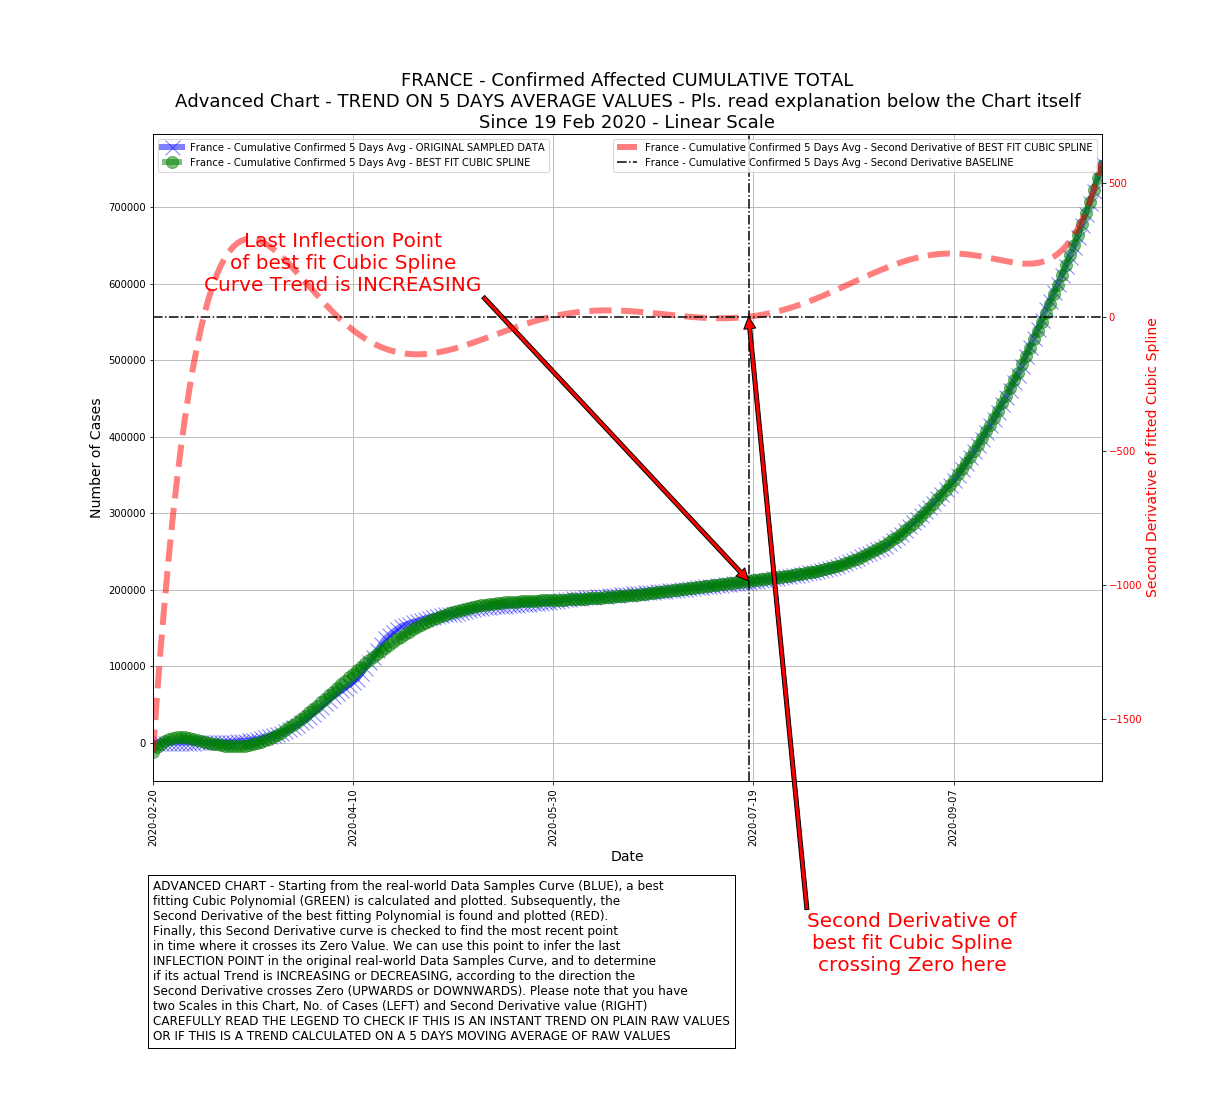 FRANCE - Confirmed Affected CUMULATIVE TOTAL
Advanced Chart - TREND ON 5 DAYS AVERAGE VALUES - Pls. read explanation below the Chart itself
Since 19 Feb 2020 - Linear Scale
France - Cumulative Confirmed 5 Days Avg - ORIGINAL SAMPLED DATA
France - Cumulative Confirmed 5 Days Avg - BEST FIT CUBIC SPLINE
France - Cumulative Confirmed 5 Days Avg - Second Derivative of BEST FIT CUBIC SPLINE
France - Cumulative Confirmed 5 Days Avg - Second Derivative BASELINE
Last Inflection Point
of best fit Cubic Spline
Curve Trend is INCREASING
Number of Cases
700000
600000
500000
400000
300000
200000
100000
0
500
0
−500
−1000
−1500
Second Derivative of fitted Cubic Spline
2020-02-20
2020-04-10
2020-05-30
2020-07-19
2020-09-07
Date
Second Derivative of
best fit Cubic Spline
crossing Zero here
ADVANCED CHART - Starting from the real-world Data Samples Curve (BLUE), a best
fitting Cubic Polynomial (GREEN) is calculated and plotted. Subsequently, the
Second Derivative of the best fitting Polynomial is found and plotted (RED).
Finally, this Second Derivative curve is checked to find the most recent point
in time where it crosses its Zero Value. We can use this point to infer the last
INFLECTION POINT in the original real-world Data Samples Curve, and to determine
if its actual Trend is INCREASING or DECREASING, according to the direction the
Second Derivative crosses Zero (UPWARDS or DOWNWARDS). Please note that you have
two Scales in this Chart, No. of Cases (LEFT) and Second Derivative value (RIGHT)
CAREFULLY READ THE LEGEND TO CHECK IF THIS IS AN INSTANT TREND ON PLAIN RAW VALUES
OR IF THIS IS A TREND CALCULATED ON A 5 DAYS MOVING AVERAGE OF RAW VALUES